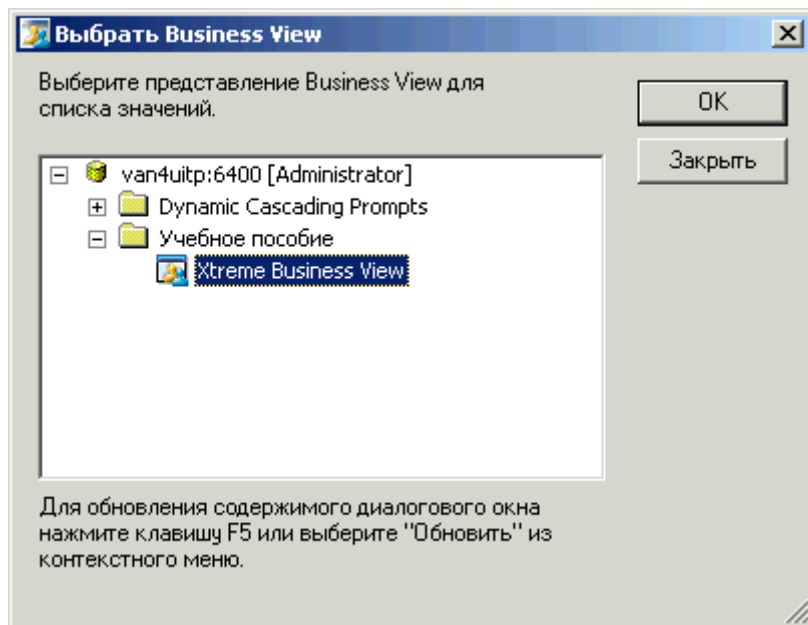 Выбрать Business View
Выберите представление Business View для
списка значений.
OK
Закрыть
van4uitp:6400 [Administrator]
Dynamic Cascading Prompts
Учебное пособие
Xtreme Business View
Для обновления содержимого диалогового окна
нажмите клавишу F5 или выберите "Обновить" из
контекстного меню.